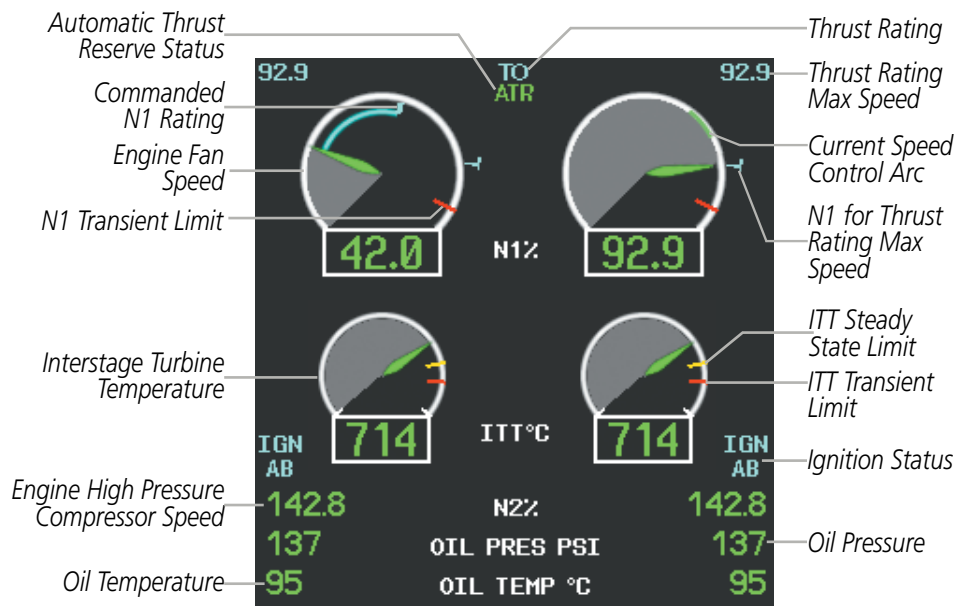 Automatic Thrust
Reserve Status
Thrust Rating
92.9
TO
92.9
ATR
Thrust Rating
Max Speed
Commanded
N1 Rating
Engine Fan
Speed
Current Speed
Control Arc
N1 Transient Limit
N1 for Thrust
Rating Max
Speed
42.0
N1%
92.9
ITT Steady
State Limit
Interstage Turbine
Temperature
ITT Transient
Limit
714
ITT°C
714
IGN
AB
IGN
AB
Ignition Status
Engine High Pressure
Compressor Speed
142.8
N2%
142.8
137
OIL PRES PSI
137
Oil Pressure
Oil Temperature
95
OIL TEMP °C
95